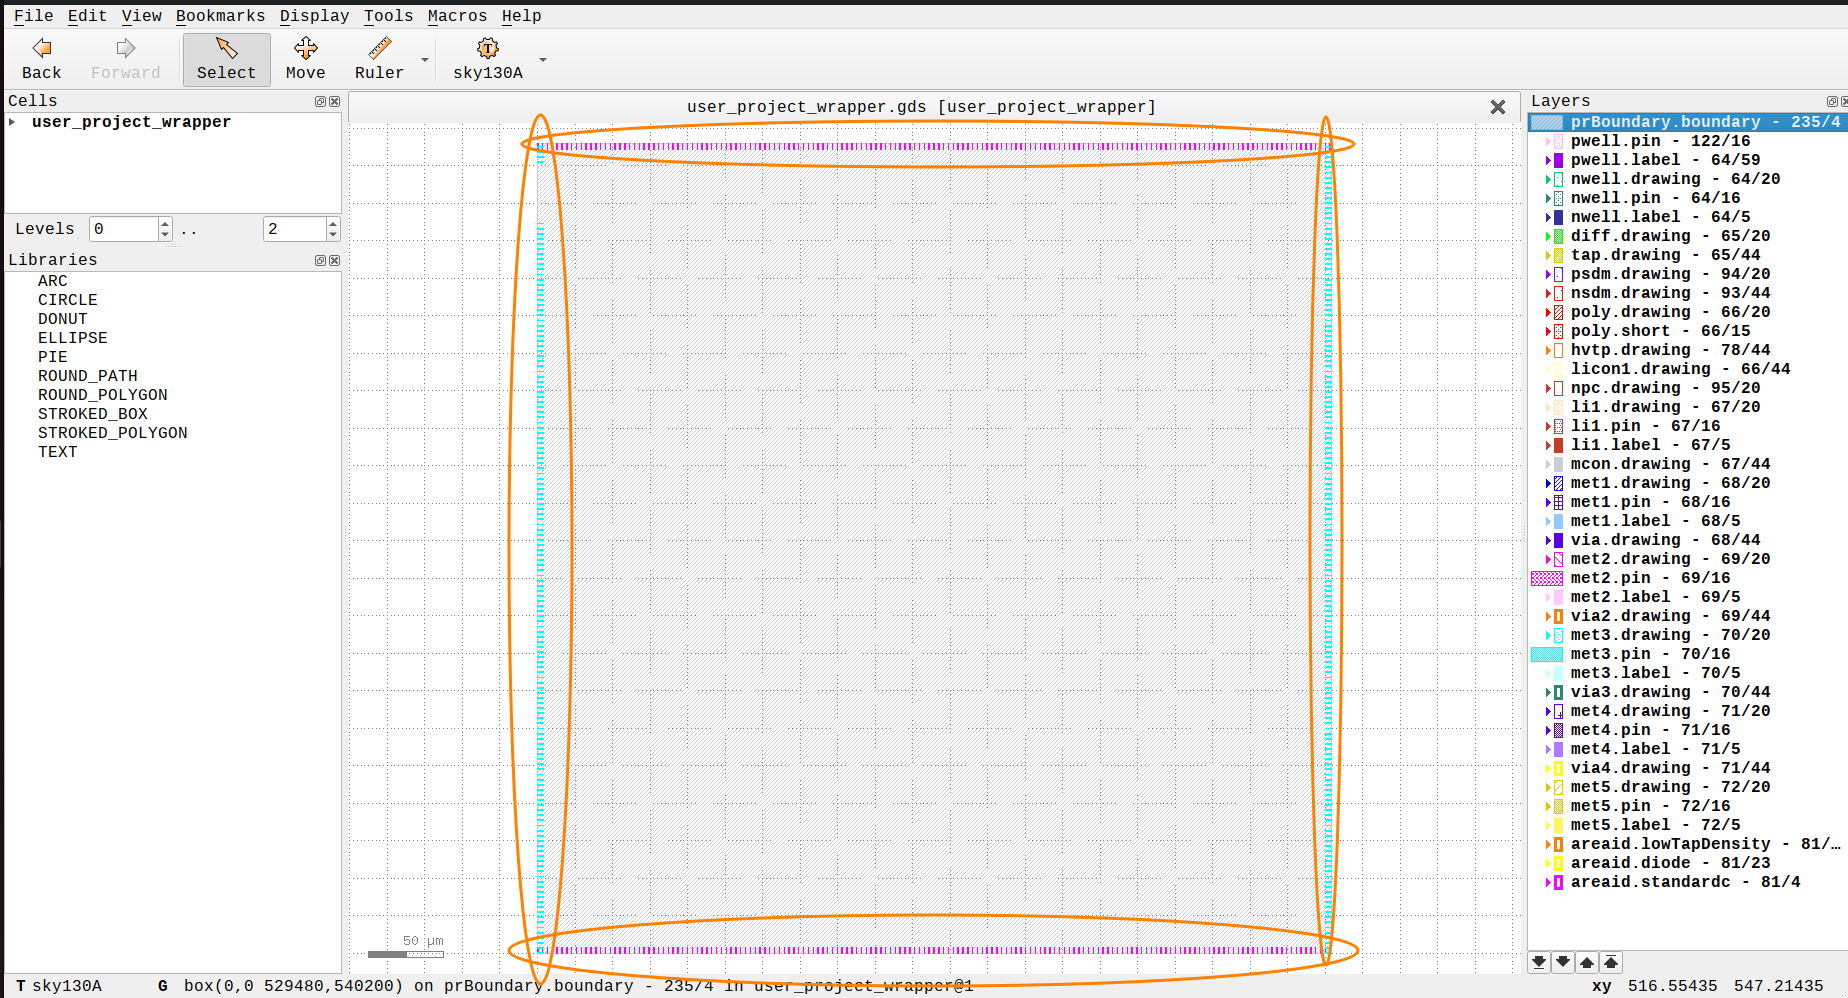 File Edit View Bookmarks Display Tools Macros Help
Back Forward Select Move Ruler sky130A
Cells
user_project_wrapper
Levels 0 .. 2
Libraries
ARC
CIRCLE
DONUT
ELLIPSE
PIE
ROUND_PATH
ROUND_POLYGON
STROKED_BOX
STROKED_POLYGON
TEXT
user_project_wrapper.gds [user_project_wrapper]
50 µm
Layers
prBoundary.boundary - 235/4
pwell.pin - 122/16
pwell.label - 64/59
nwell.drawing - 64/20
nwell.pin - 64/16
nwell.label - 64/5
diff.drawing - 65/20
tap.drawing - 65/44
psdm.drawing - 94/20
nsdm.drawing - 93/44
poly.drawing - 66/20
poly.short - 66/15
hvtp.drawing - 78/44
licon1.drawing - 66/44
npc.drawing - 95/20
li1.drawing - 67/20
li1.pin - 67/16
li1.label - 67/5
mcon.drawing - 67/44
met1.drawing - 68/20
met1.pin - 68/16
met1.label - 68/5
via.drawing - 68/44
met2.drawing - 69/20
met2.pin - 69/16
met2.label - 69/5
via2.drawing - 69/44
met3.drawing - 70/20
met3.pin - 70/16
met3.label - 70/5
via3.drawing - 70/44
met4.drawing - 71/20
met4.pin - 71/16
met4.label - 71/5
via4.drawing - 71/44
met5.drawing - 72/20
met5.pin - 72/16
met5.label - 72/5
areaid.lowTapDensity - 81/…
areaid.diode - 81/23
areaid.standardc - 81/4
T sky130A G box(0,0 529480,540200) on prBoundary.boundary - 235/4 in user_project_wrapper@1 xy 516.55435 547.21435